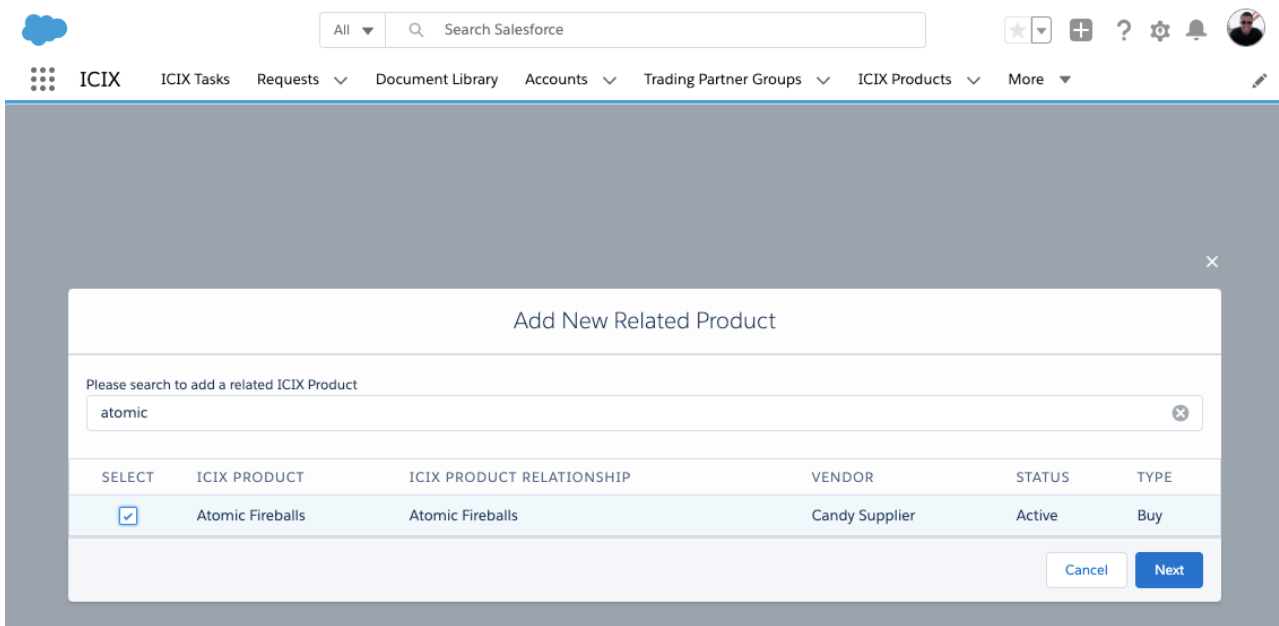 All Search Salesforce
ICIX ICIX Tasks Requests Document Library Accounts Trading Partner Groups ICIX Products More
Add New Related Product
Please search to add a related ICIX Product
atomic
SELECT ICIX PRODUCT ICIX PRODUCT RELATIONSHIP VENDOR STATUS TYPE
Atomic Fireballs Atomic Fireballs Candy Supplier Active Buy
Cancel Next